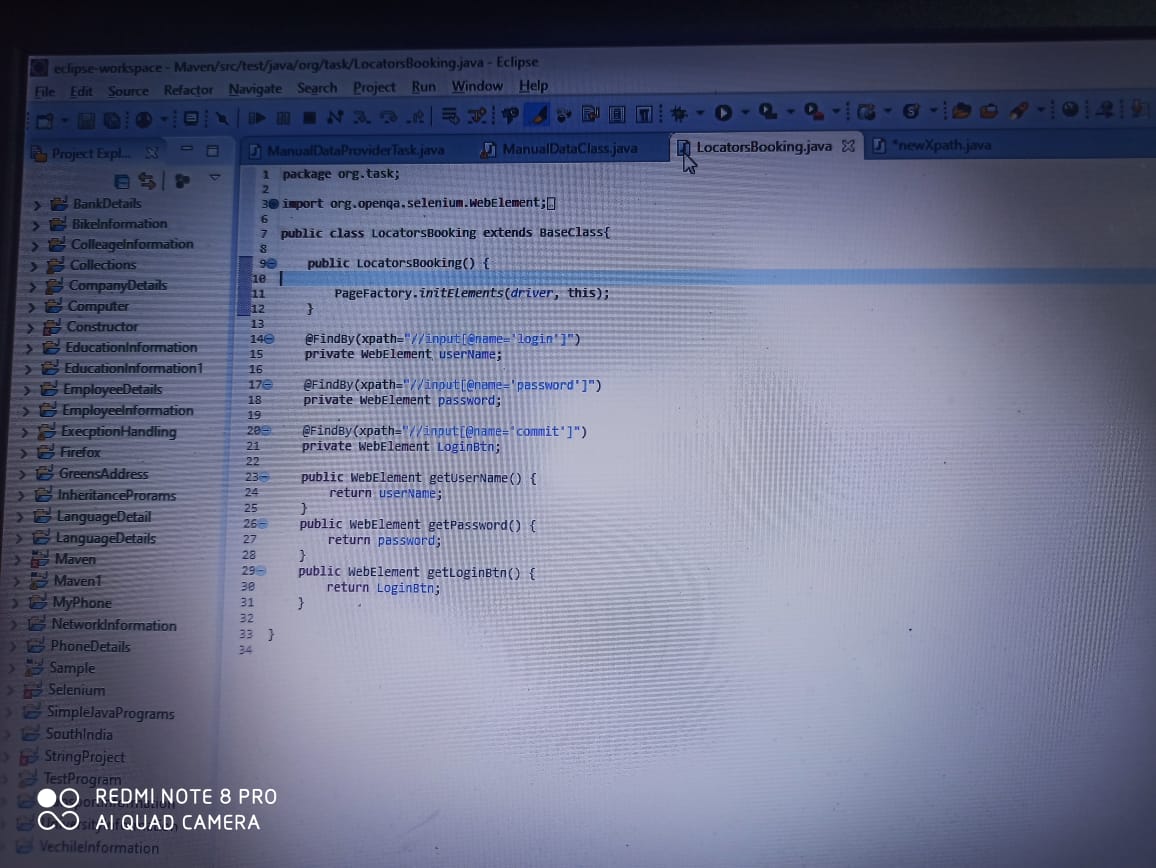 eclipse-workspace - Maven/src/test/java/org/task/LocatorsBooking.java - Eclipse
File Edit Source Refactor Navigate Search Project Run Window Help
Project Expl...
ManualDataProviderTask.java ManualDataClass.java LocatorsBooking.java *newXpath.java
BankDetails
BikeInformation
ColleageInformation
Collections
CompanyDetails
Computer
Constructor
EducationInformation
EducationInformation1
EmployeeDetails
EmployeeInformation
ExecptionHandling
Firefox
GreensAddress
InheritanceProrams
LanguageDetail
LanguageDetails
Maven
Maven1
MyPhone
NetworkInformation
PhoneDetails
Sample
Selenium
SimpleJavaPrograms
SouthIndia
StringProject
TestProgram
VechileInformation
1 package org.task;
2
3 import org.openqa.selenium.WebElement;
6
7 public class LocatorsBooking extends BaseClass{
8
9 public LocatorsBooking() {
10
11 PageFactory.initElements(driver, this);
12 }
13
14 @FindBy(xpath="//input[@name='login']")
15 private WebElement userName;
16
17 @FindBy(xpath="//input[@name='password']")
18 private WebElement password;
19
20 @FindBy(xpath="//input[@name='commit']")
21 private WebElement LoginBtn;
22
23 public WebElement getUserName() {
24 return userName;
25 }
26 public WebElement getPassword() {
27 return password;
28 }
29 public WebElement getLoginBtn() {
30 return LoginBtn;
31 }
32
33 }
34
REDMI NOTE 8 PRO
AI QUAD CAMERA